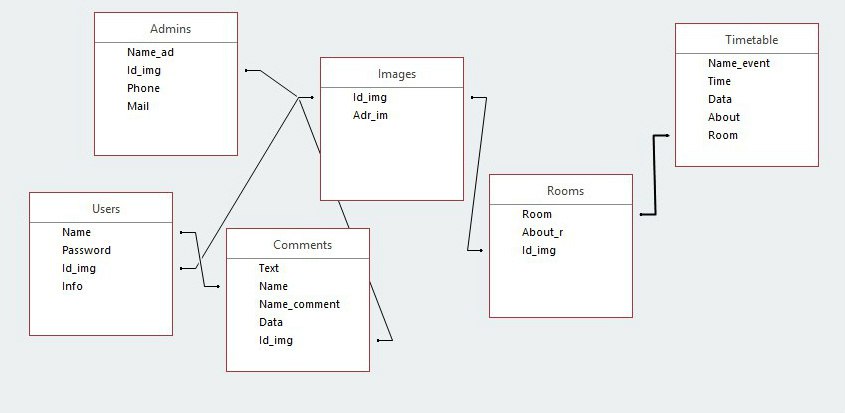 Admins
Name_ad
Id_img
Phone
Mail
Images
Id_img
Adr_im
Timetable
Name_event
Time
Data
About
Room
Users
Name
Password
Id_img
Info
Comments
Text
Name
Name_comment
Data
Id_img
Rooms
Room
About_r
Id_img